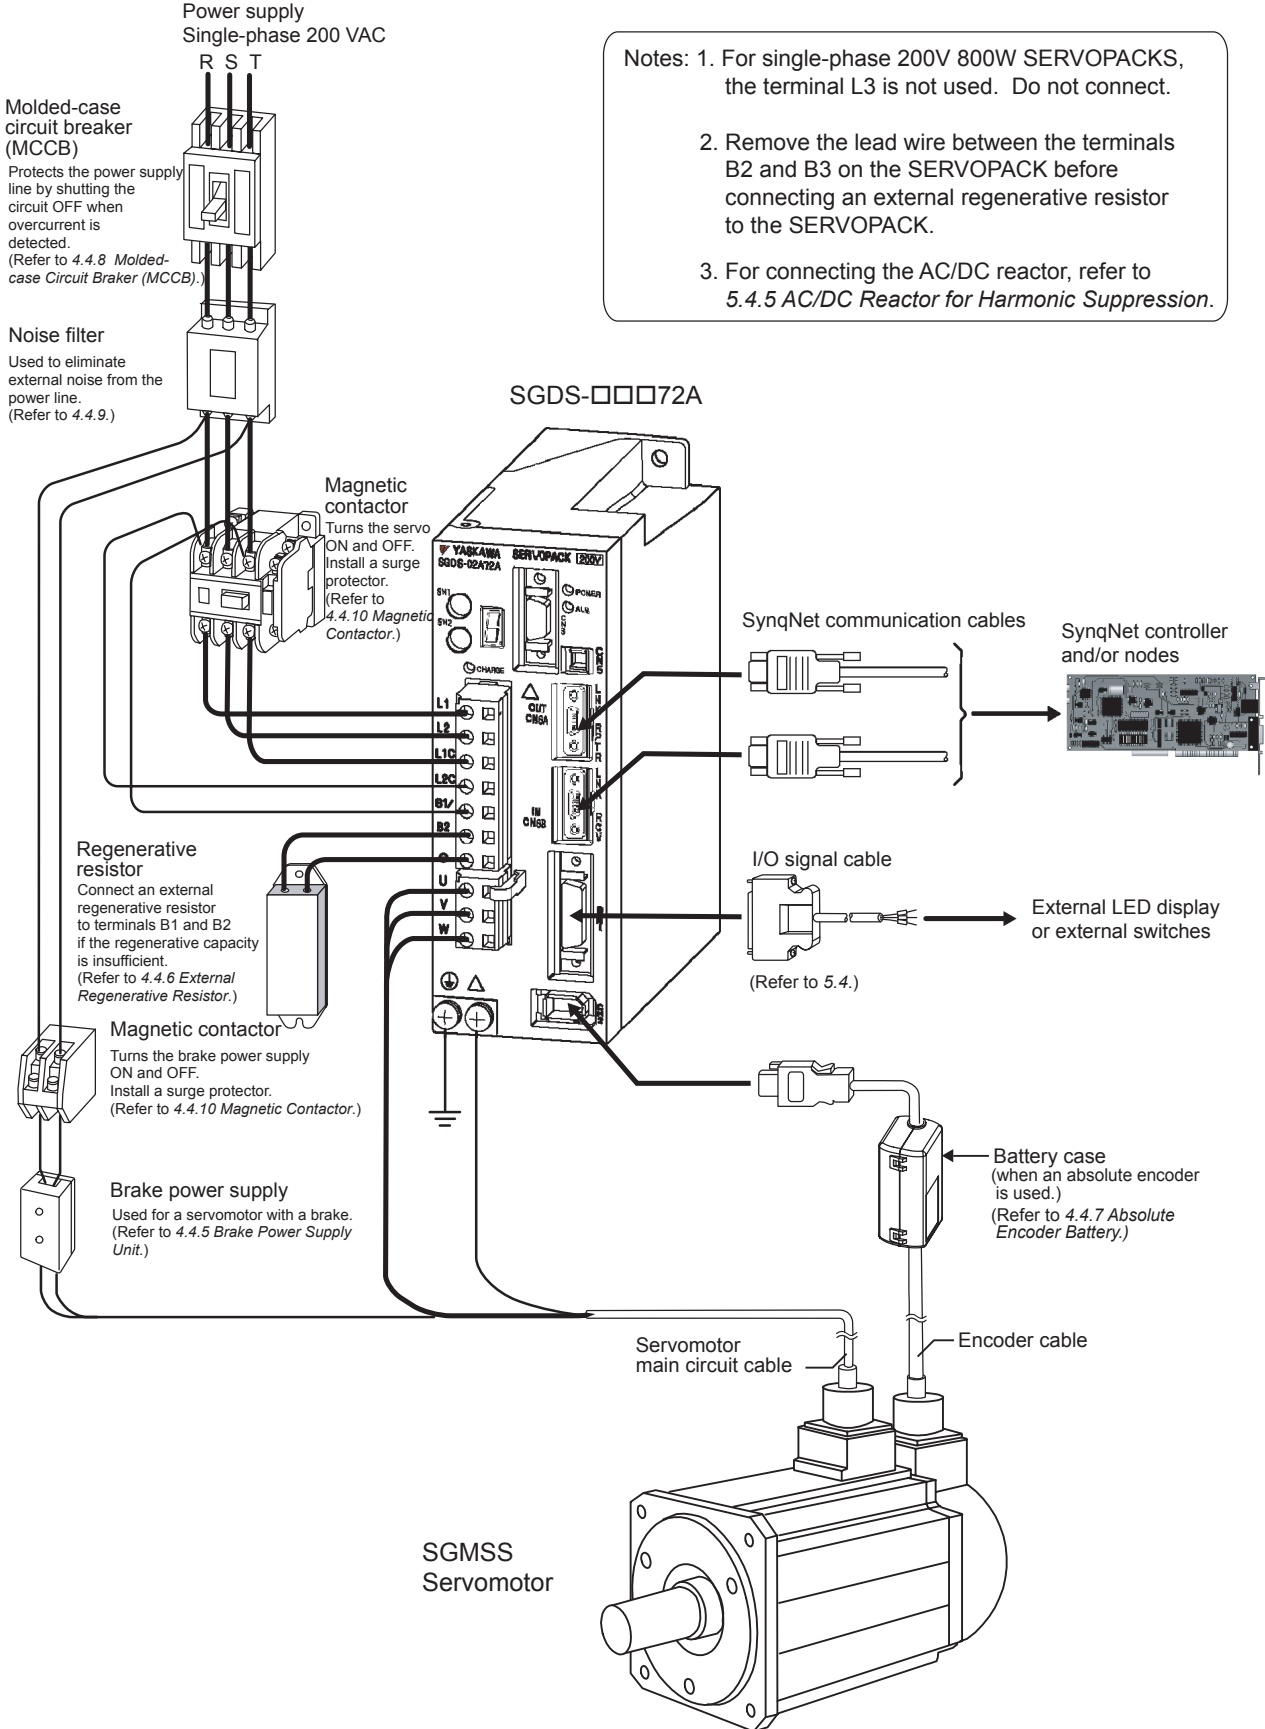 Power supply
Single-phase 200 VAC
R S T
Molded-case
circuit breaker
(MCCB)
Protects the power supply
line by shutting the
circuit OFF when
overcurrent is
detected.
(Refer to 4.4.8 Molded-
case Circuit Braker (MCCB).)
Notes: 1. For single-phase 200V 800W SERVOPACKS,
the terminal L3 is not used. Do not connect.
2. Remove the lead wire between the terminals
B2 and B3 on the SERVOPACK before
connecting an external regenerative resistor
to the SERVOPACK.
3. For connecting the AC/DC reactor, refer to
5.4.5 AC/DC Reactor for Harmonic Suppression.
Noise filter
Used to eliminate
external noise from the
power line.
(Refer to 4.4.9.)
SGDS-□□□72A
Magnetic
contactor
Turns the servo
ON and OFF.
Install a surge
protector.
(Refer to
4.4.10 Magnetic
Contactor.)
YASKAWA SERVOPACK 200V
SGDS-02A72A
SW1
SW2
POWER
ALM
CN3
CN5
CHARGE
L1
L2
L1C
L2C
B1/
B2
U
V
W
OUT
CN6A
IN
CN6B
SynqNet communication cables
SynqNet controller
and/or nodes
I/O signal cable
(Refer to 5.4.)
External LED display
or external switches
Regenerative
resistor
Connect an external
regenerative resistor
to terminals B1 and B2
if the regenerative capacity
is insufficient.
(Refer to 4.4.6 External
Regenerative Resistor.)
Magnetic contactor
Turns the brake power supply
ON and OFF.
Install a surge protector.
(Refer to 4.4.10 Magnetic Contactor.)
Brake power supply
Used for a servomotor with a brake.
(Refer to 4.4.5 Brake Power Supply
Unit.)
Battery case
(when an absolute encoder
is used.)
(Refer to 4.4.7 Absolute
Encoder Battery.)
Servomotor
main circuit cable
Encoder cable
SGMSS
Servomotor